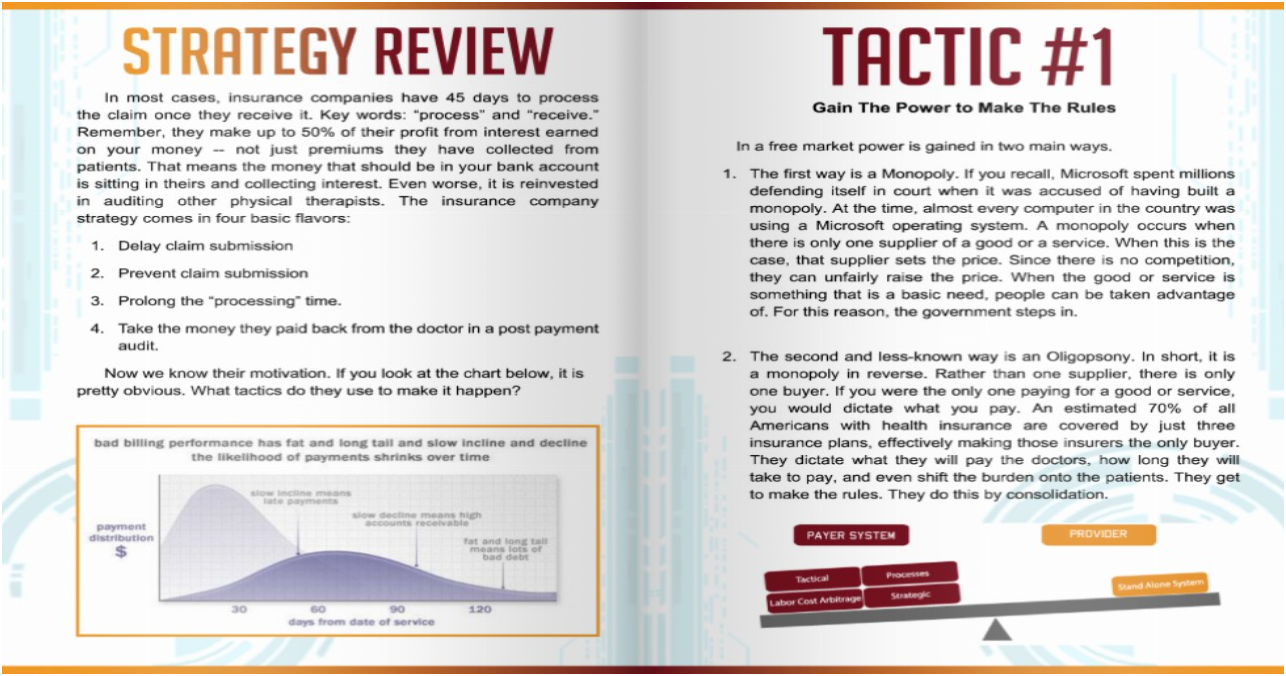 STRATEGY REVIEW
In most cases, insurance companies have 45 days to process
the claim once they receive it. Key words: “process” and “receive.”
Remember, they make up to 50% of their profit from interest earned
on your money -- not just premiums they have collected from
patients. That means the money that should be in your bank account
is sitting in theirs and collecting interest. Even worse, it is reinvested
in auditing other physical therapists. The insurance company
strategy comes in four basic flavors:
1. Delay claim submission
2. Prevent claim submission
3. Prolong the “processing” time.
4. Take the money they paid back from the doctor in a post payment
audit.
Now we know their motivation. If you look at the chart below, it is
pretty obvious. What tactics do they use to make it happen?
bad billing performance has fat and long tail and slow incline and decline
the likelihood of payments shrinks over time
slow incline means
late payments
slow decline means high
accounts receivable
fat and long tail
means lots of
bad debt
payment
distribution
$
30 60 90 120
days from date of service
TACTIC #1
Gain The Power to Make The Rules
In a free market power is gained in two main ways.
1. The first way is a Monopoly. If you recall, Microsoft spent millions
defending itself in court when it was accused of having built a
monopoly. At the time, almost every computer in the country was
using a Microsoft operating system. A monopoly occurs when
there is only one supplier of a good or a service. When this is the
case, that supplier sets the price. Since there is no competition,
they can unfairly raise the price. When the good or service is
something that is a basic need, people can be taken advantage
of. For this reason, the government steps in.
2. The second and less-known way is an Oligopsony. In short, it is
a monopoly in reverse. Rather than one supplier, there is only
one buyer. If you were the only one paying for a good or service,
you would dictate what you pay. An estimated 70% of all
Americans with health insurance are covered by just three
insurance plans, effectively making those insurers the only buyer.
They dictate what they will pay the doctors, how long they will
take to pay, and even shift the burden onto the patients. They get
to make the rules. They do this by consolidation.
PAYER SYSTEM
PROVIDER
Tactical
Processes
Labor Cost Arbitrage
Strategic
Stand Alone System